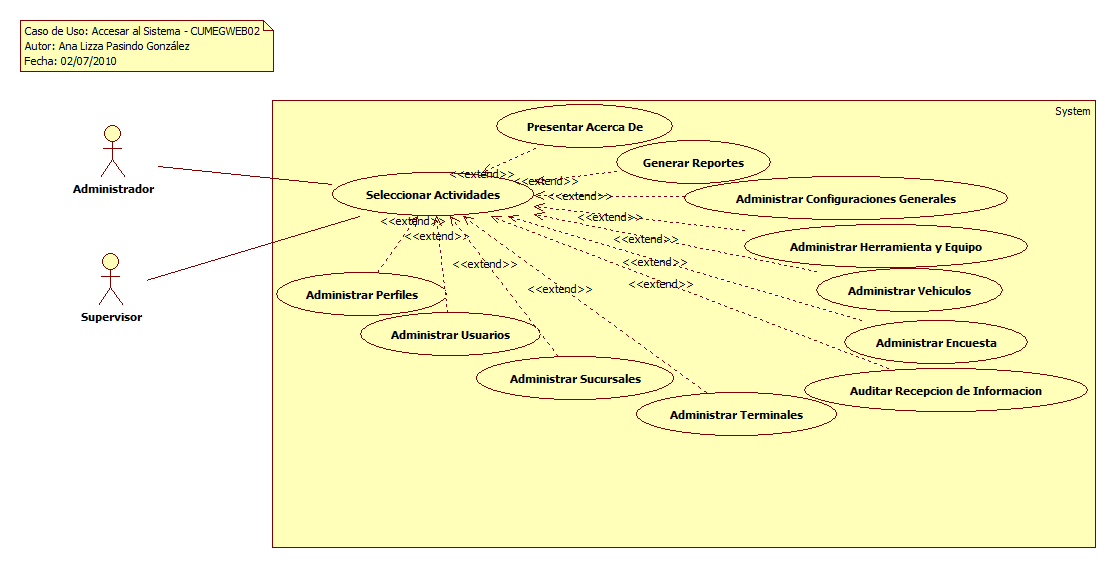 Caso de Uso: Accesar al Sistema - CUMEGWEB02
Autor: Ana Lizza Pasindo González
Fecha: 02/07/2010
System
Presentar Acerca De
Generar Reportes
<<extend>>
<<extend>>
Administrador
Seleccionar Actividades
<<extend>>
Administrar Configuraciones Generales
<<extend>>
<<extend>>
<<extend>>
<<extend>>
Administrar Herramienta y Equipo
<<extend>>
<<extend>>
<<extend>>
<<extend>>
Administrar Perfiles
Administrar Vehiculos
Supervisor
Administrar Usuarios
Administrar Encuesta
Administrar Sucursales
Auditar Recepcion de Informacion
Administrar Terminales